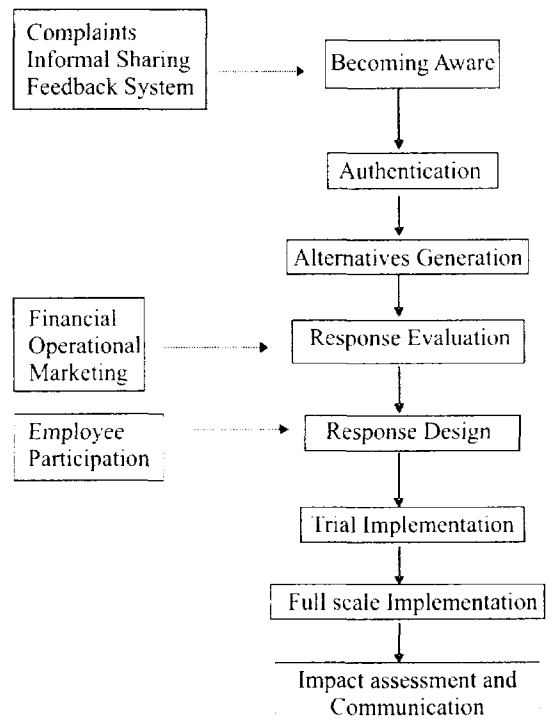 Complaints
Informal Sharing
Feedback System
Becoming Aware
Authentication
Alternatives Generation
Financial
Operational
Marketing
Response Evaluation
Employee
Participation
Response Design
Trial Implementation
Full scale Implementation
Impact assessment and
Communication